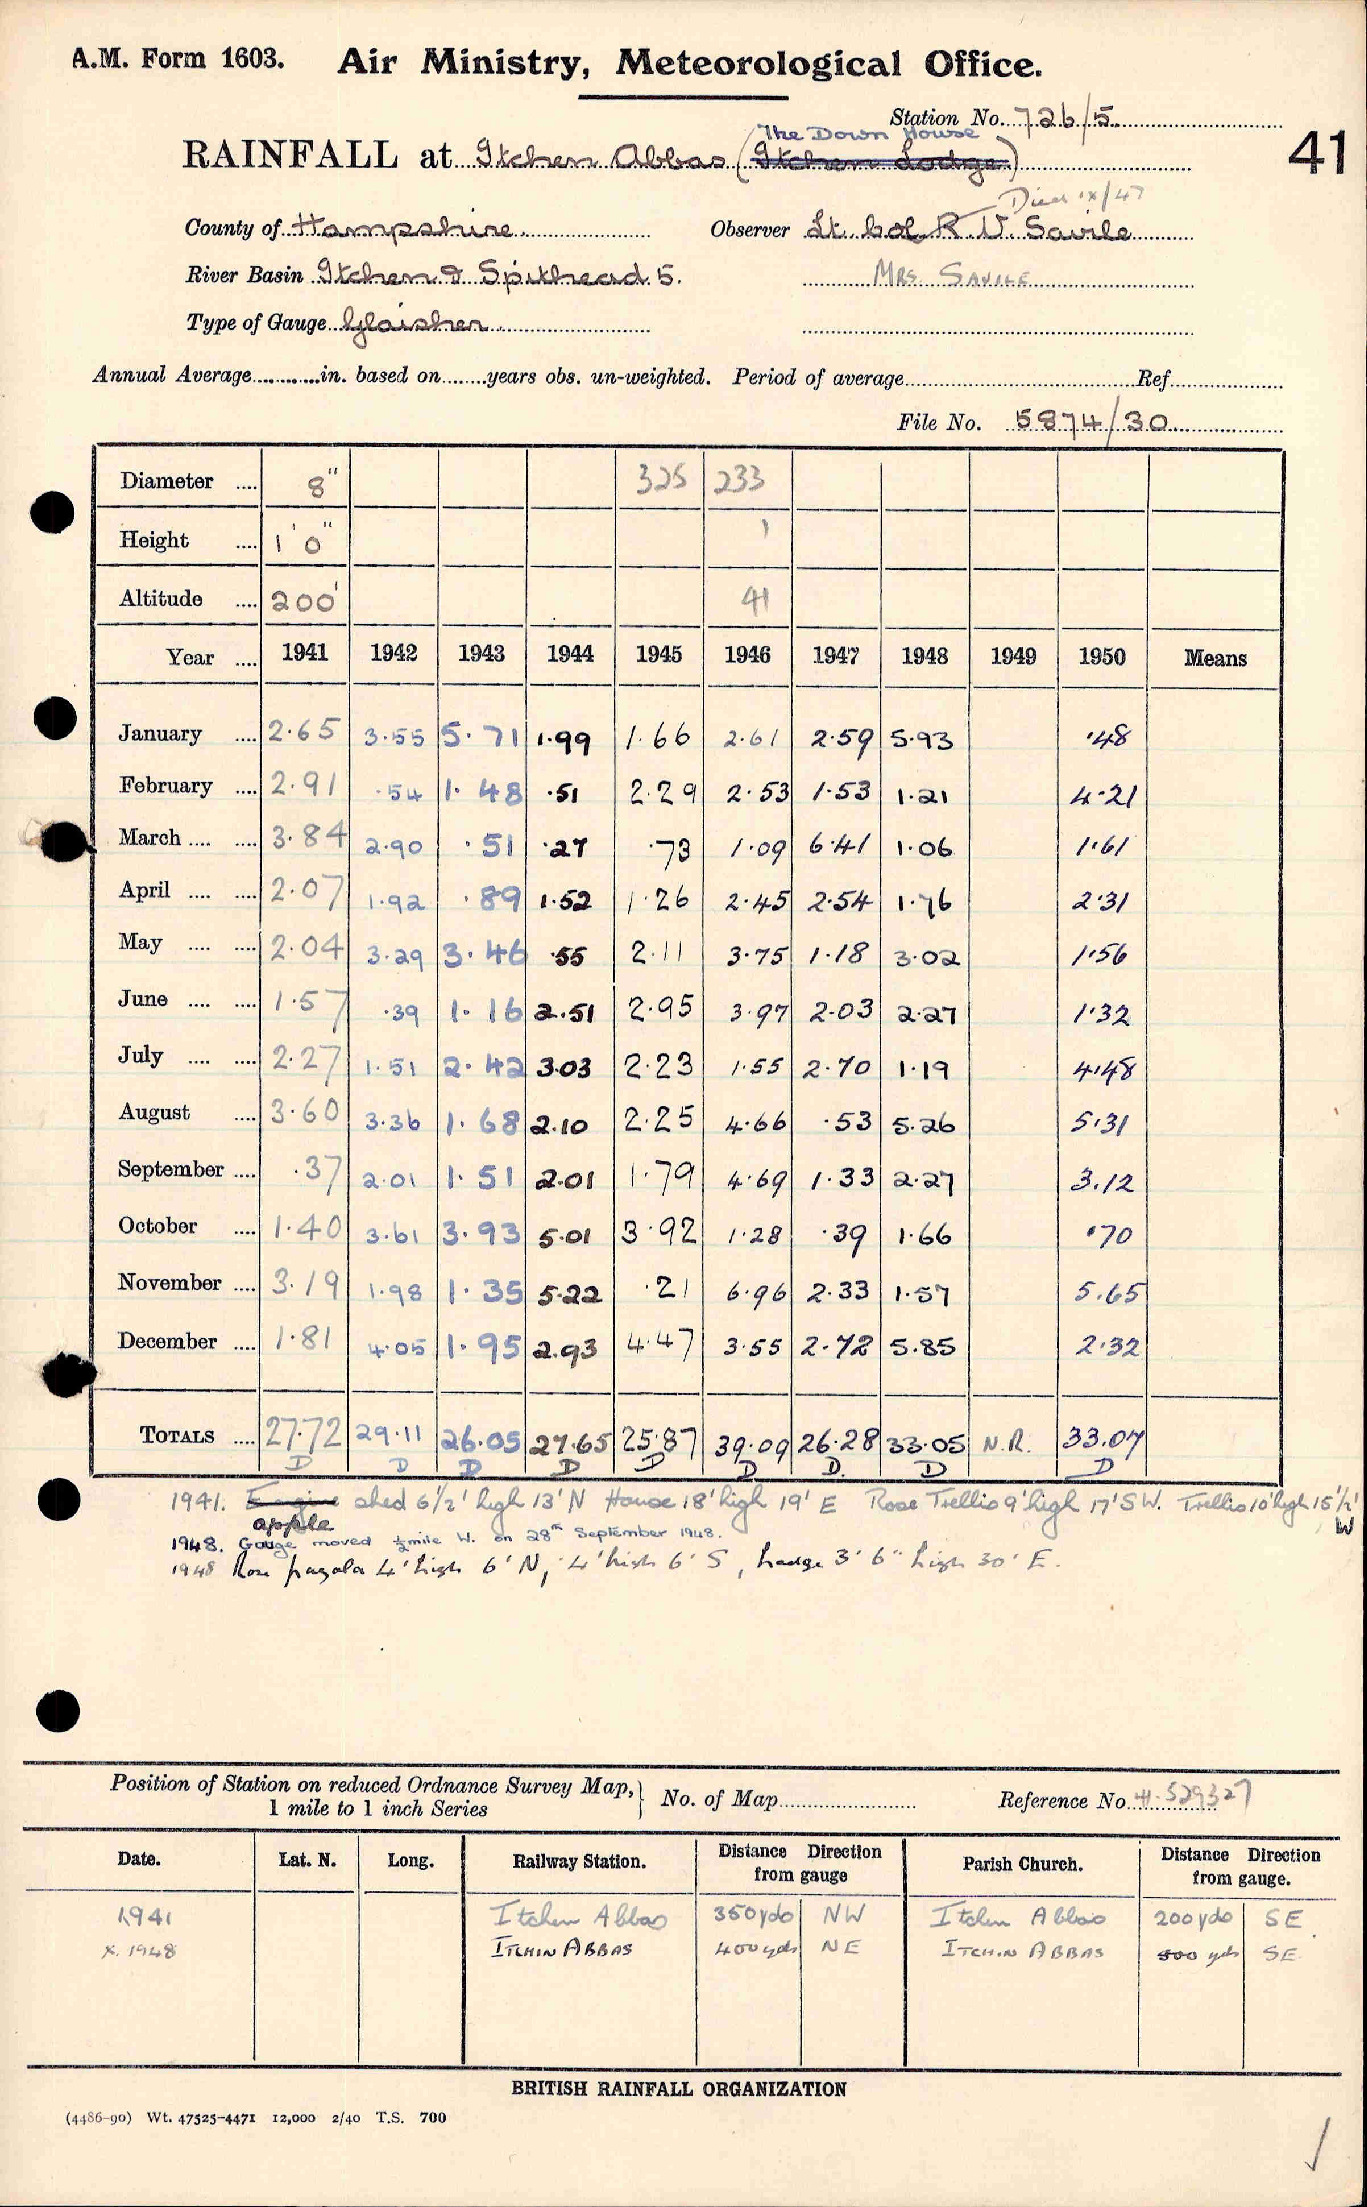 A.M. Form 1603. Air Ministry, Meteorological Office.
Station No. 726/5
The Down House
RAINFALL at Itchen Abbas (Itchen Lodge)
41
Died IX/47
County of Hampshire Observer Lt. Col R. V. Savile
River Basin Itchen & Spithead 5. MRS. SAVILE
Type of Gauge Glaisher
Annual Average in. based on years obs. un-weighted. Period of average Ref
File No. 5874/30
Diameter 8" 325 233
Height 1' 0" 1
Altitude 200' 41
Year 1941 1942 1943 1944 1945 1946 1947 1948 1949 1950 Means
January 2.65 3.55 5.71 1.99 1.66 2.61 2.59 5.93 .48
February 2.91 .54 1.48 .51 2.29 2.53 1.53 1.21 4.21
March 3.84 2.90 .51 .27 .73 1.09 6.41 1.06 1.61
April 2.07 1.92 .89 1.52 1.26 2.45 2.54 1.76 2.31
May 2.04 3.29 3.46 .55 2.11 3.75 1.18 3.02 1.56
June 1.57 .39 1.16 2.51 2.95 3.97 2.03 2.27 1.32
July 2.27 1.51 2.42 3.03 2.23 1.55 2.70 1.19 4.48
August 3.60 3.36 1.68 2.10 2.25 4.66 .53 5.26 5.31
September .37 2.01 1.51 2.01 1.79 4.69 1.33 2.27 3.12
October 1.40 3.61 3.93 5.01 3.92 1.28 .39 1.66 .70
November 3.19 1.98 1.35 5.22 .21 6.96 2.33 1.57 5.65
December 1.81 4.05 1.95 2.93 4.47 3.55 2.72 5.85 2.32
TOTALS 27.72 29.11 26.05 27.65 25.87 39.09 26.28 33.05 N.R. 33.07
D D D D D D D. D D
1941. Engine shed 6½' high 13' N House 18' high 19' E Rose Trellis 9' high 17' SW. Trellis 10' high 15½' W
apple
1948. Gauge moved ½ mile W. on 28th September 1948.
1948 Rose pagola 4' high 6' N, 4' high 6' S, hedge 3' 6" high 30' E.
Position of Station on reduced Ordnance Survey Map, 1 mile to 1 inch Series No. of Map Reference No. 41.529327
Date. Lat. N. Long. Railway Station. Distance Direction from gauge Parish Church. Distance Direction from gauge.
1941 Itchen Abbas 350 yds NW Itchen Abbas 200 yds SE
X. 1948 ITCHIN ABBAS 400 yds NE ITCHIN ABBAS 500 yds SE
BRITISH RAINFALL ORGANIZATION
(4486-90) Wt. 47525-4471 12,000 2/40 T.S. 700